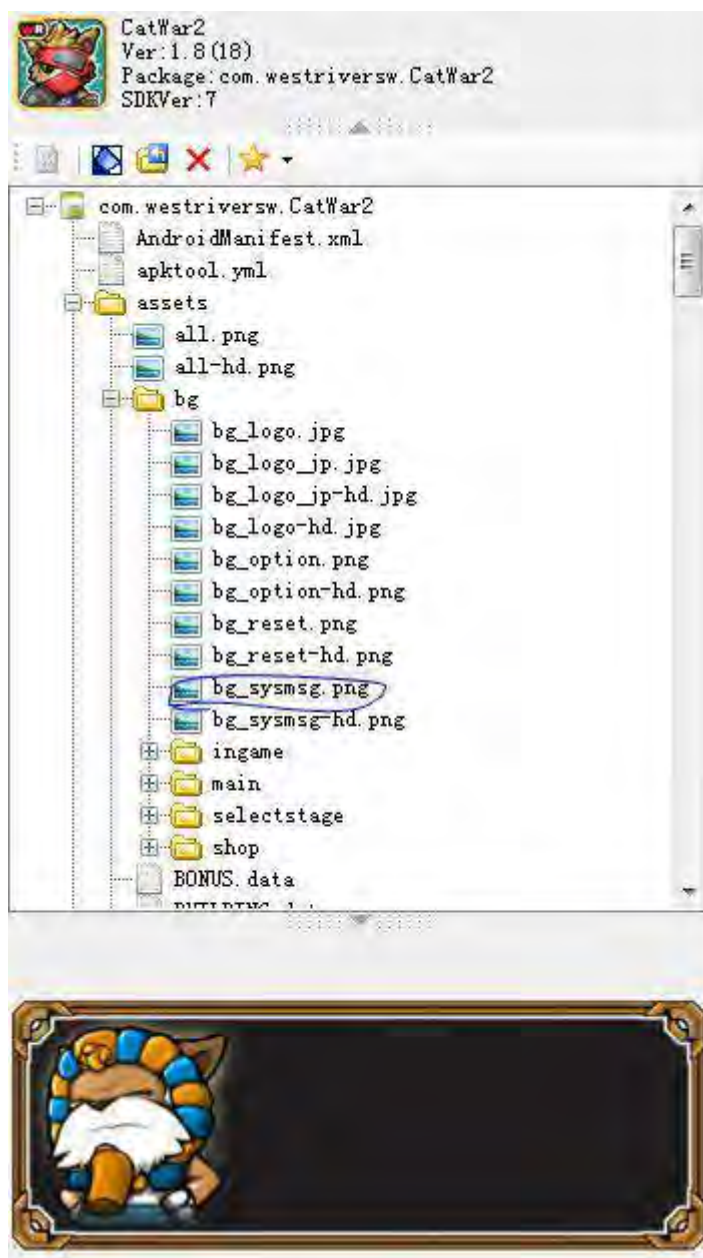 WR
CatWar2
Ver:1.8(18)
Package:com.westriversw.CatWar2
SDKVer:7
com.westriversw.CatWar2
AndroidManifest.xml
apktool.yml
assets
all.png
all-hd.png
bg
bg_logo.jpg
bg_logo_jp.jpg
bg_logo_jp-hd.jpg
bg_logo-hd.jpg
bg_option.png
bg_option-hd.png
bg_reset.png
bg_reset-hd.png
bg_sysmsg.png
bg_sysmsg-hd.png
ingame
main
selectstage
shop
BONUS.data